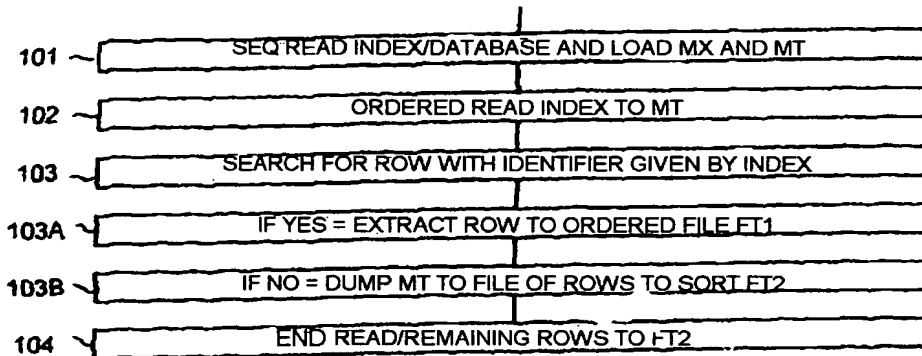 101 SEQ READ INDEX/DATABASE AND LOAD MX AND MT
102 ORDERED READ INDEX TO MT
103 SEARCH FOR ROW WITH IDENTIFIER GIVEN BY INDEX
103A IF YES = EXTRACT ROW TO ORDERED FILE FT1
103B IF NO = DUMP MT TO FILE OF ROWS TO SORT FT2
104 END READ/REMAINING ROWS TO FT2